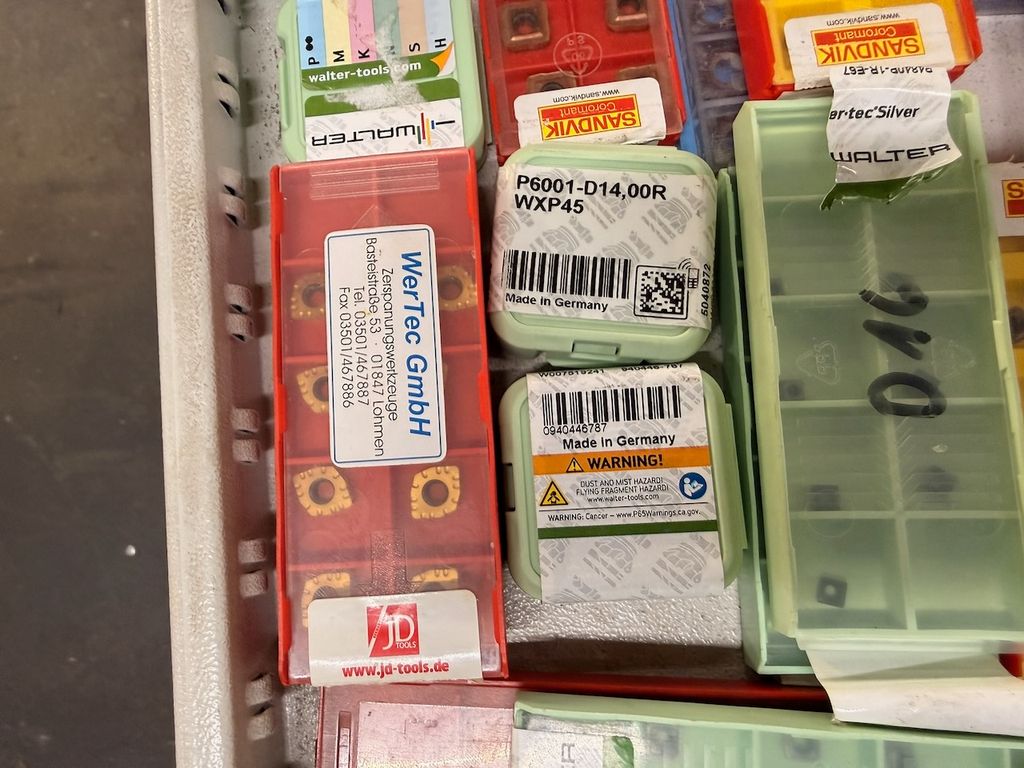 P
M
K
S
H
walter-tools.com
WALTER
www.sandvik.com
SANDVIK
Coromant
PS
www.sandvik.com
SANDVIK
Coromant
er·tec®Silver
WALTER
P6001-D14,00R
WXP45
Made in Germany
5040872
WerTec GmbH
Zerspanungswerkzeuge
Basteistraße 53 · 01847 Lohmen
Tel. 03501/467887
Fax 03501/467886
0940446787
Made in Germany
WARNING!
DUST AND MIST HAZARD!
FLYING FRAGMENT HAZARD!
www.walter-tools.com
WARNING: Cancer – www.P65Warnings.ca.gov.
D16
JD
TOOLS
www.jd-tools.de